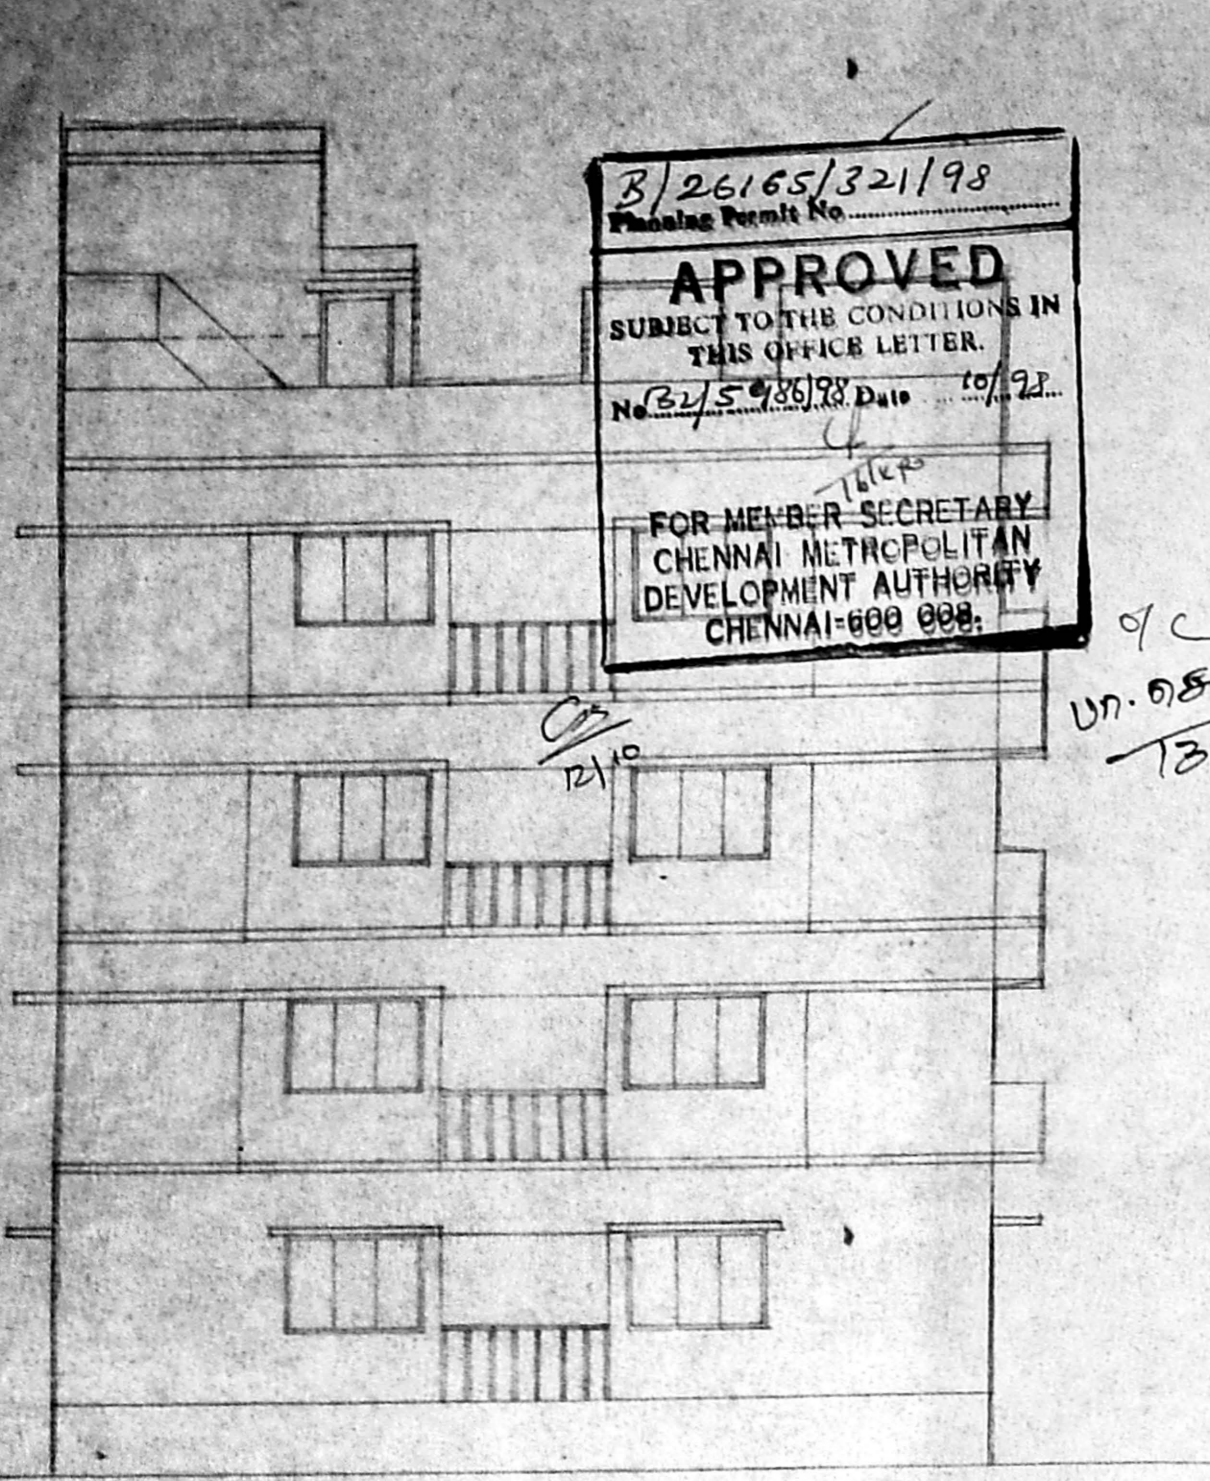 B/26165/321/98
Planning Permit No
APPROVED
SUBJECT TO THE CONDITIONS IN
THIS OFFICE LETTER.
No B2/5986/98 Date 10/98
FOR MEMBER SECRETARY
CHENNAI METROPOLITAN
DEVELOPMENT AUTHORITY
CHENNAI-600 008.
12/10
13